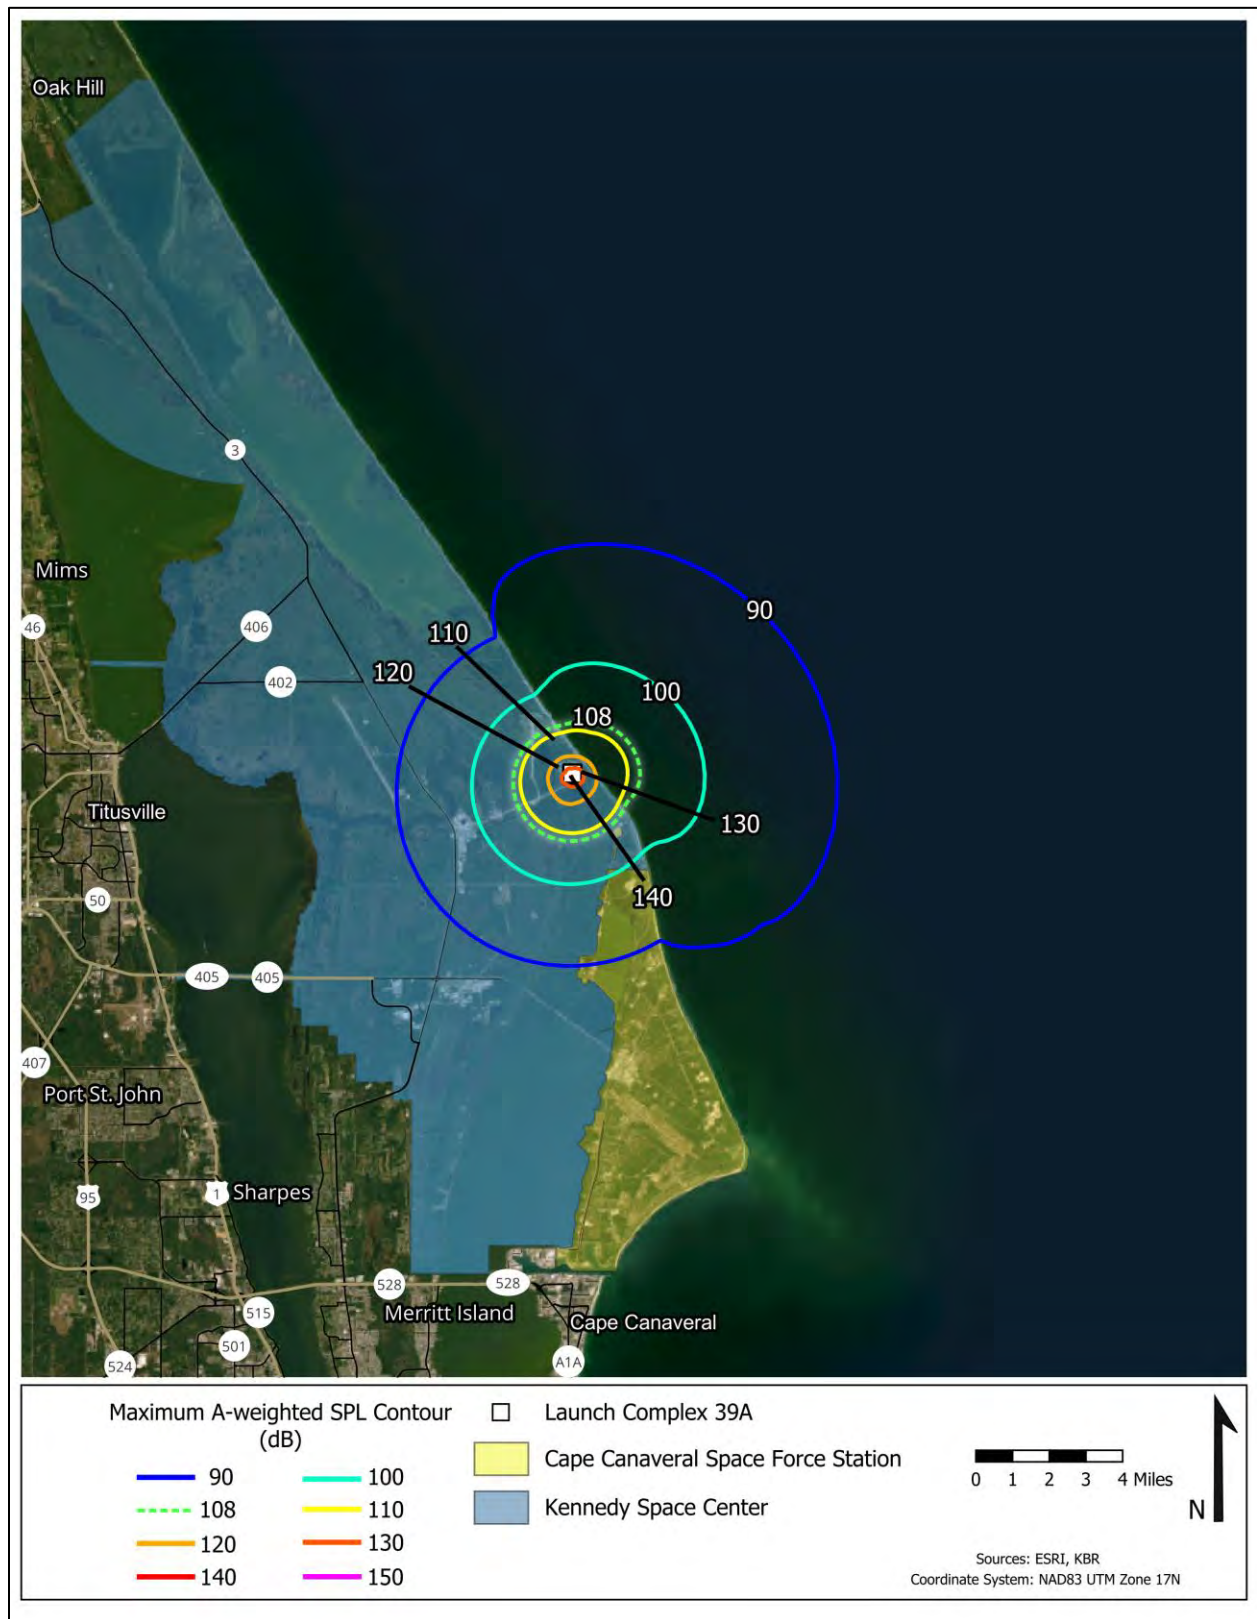 Oak Hill
3
Mims
46
406
402
110
120
90
100
108
130
140
Titusville
50
405
405
407
Port St. John
95
1
Sharpes
528
528
515
Merritt Island
Cape Canaveral
501
524
A1A
Maximum A-weighted SPL Contour
(dB)
90
100
108
110
120
130
140
150
Launch Complex 39A
Cape Canaveral Space Force Station
Kennedy Space Center
0 1 2 3 4 Miles
N
Sources: ESRI, KBR
Coordinate System: NAD83 UTM Zone 17N